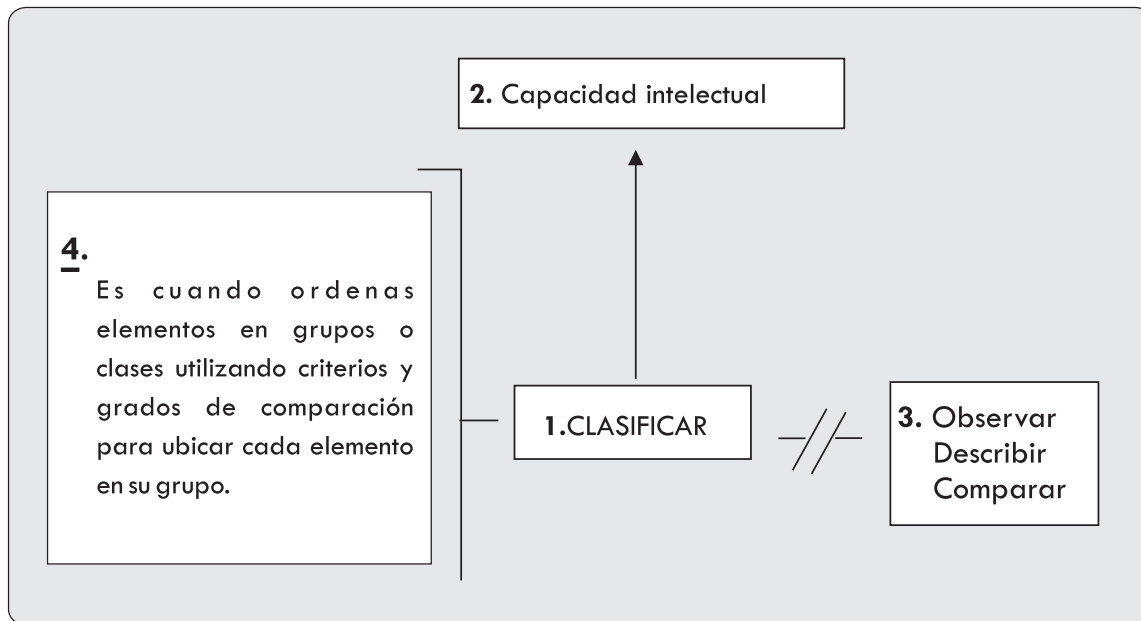 2. Capacidad intelectual
4.
Es cuando ordenas
elementos en grupos o
clases utilizando criterios y
grados de comparación
para ubicar cada elemento
en su grupo.
1.CLASIFICAR
3. Observar
Describir
Comparar